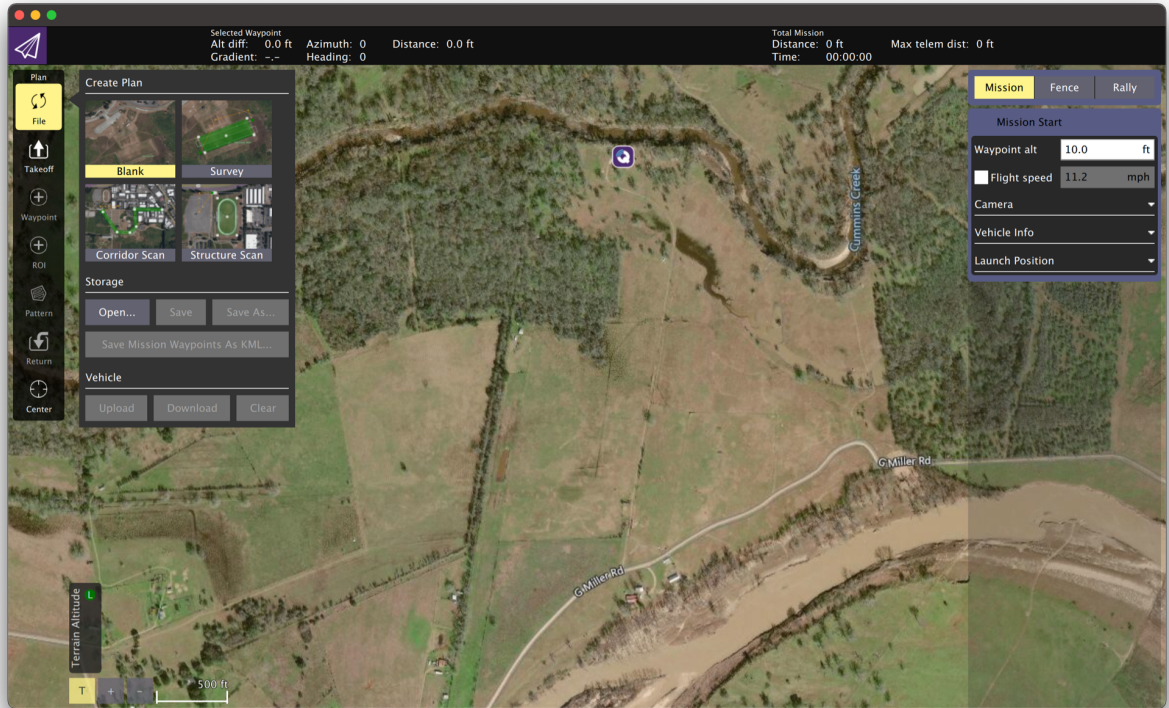 Selected Waypoint
Alt diff: 0.0 ft Azimuth: 0 Distance: 0.0 ft
Gradient: -.- Heading: 0
Total Mission
Distance: 0 ft Max telem dist: 0 ft
Time: 00:00:00
Plan
File
Takeoff
Waypoint
ROI
Pattern
Return
Center
Create Plan
Blank Survey
Corridor Scan Structure Scan
Storage
Open... Save Save As...
Save Mission Waypoints As KML...
Vehicle
Upload Download Clear
Mission Fence Rally
Mission Start
Waypoint alt 10.0 ft
Flight speed 11.2 mph
Camera
Vehicle Info
Launch Position
Cummins Creek
G Miller Rd
G Miller Rd
Terrain Altitude
L
T + -
500 ft